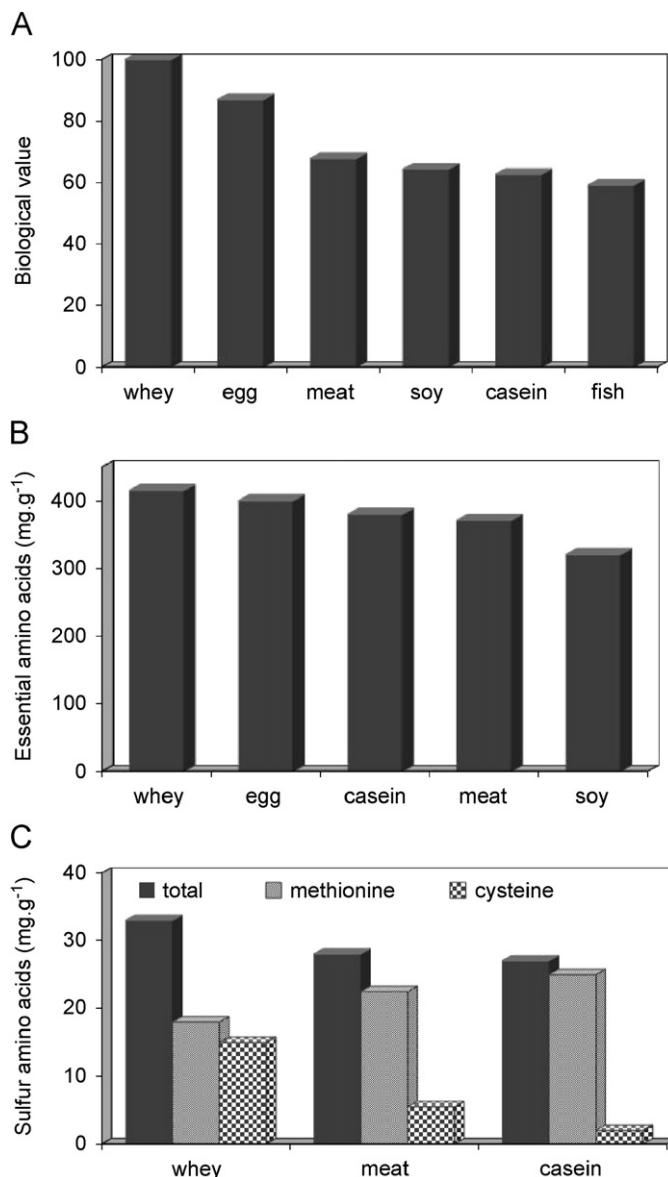 A
Biological value
100
80
60
40
20
0
whey egg meat soy casein fish
B
Essential amino acids (mg.g⁻¹)
400
300
200
100
0
whey egg casein meat soy
C
Sulfur amino acids (mg.g⁻¹)
40
30
20
10
0
total methionine cysteine
whey meat casein